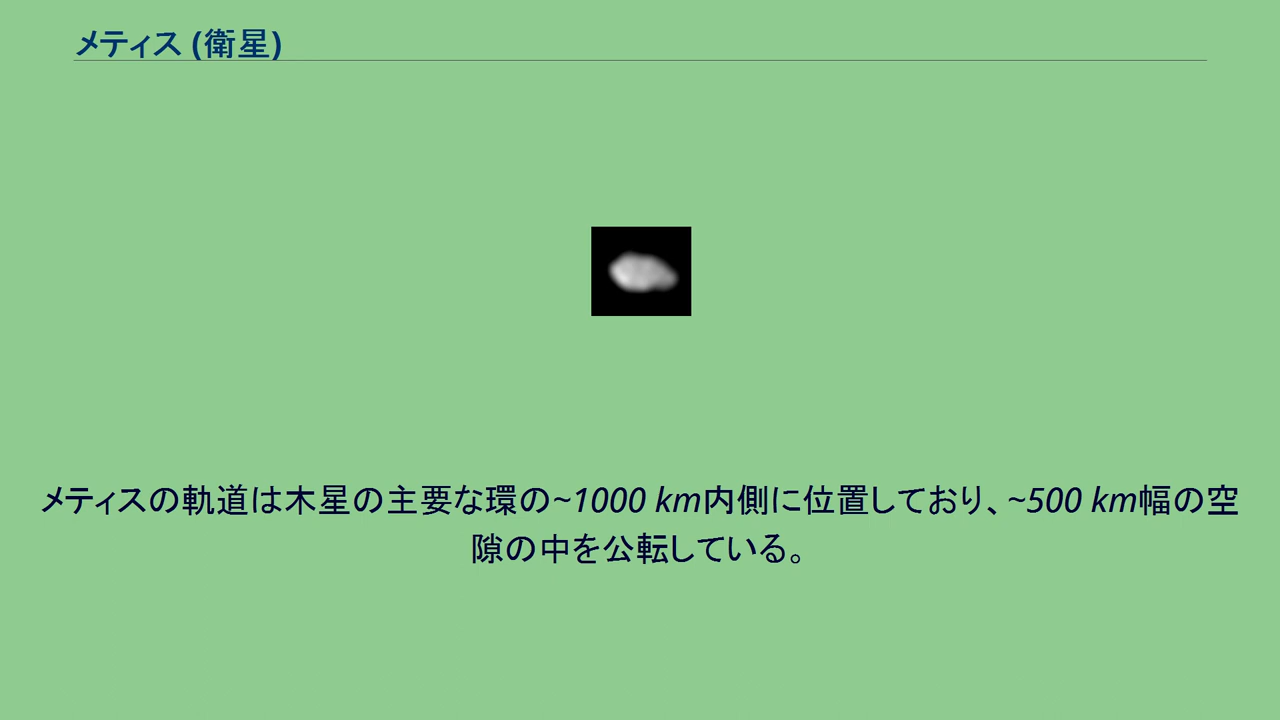 メティス (衛星)
メティスの軌道は木星の主要な環の~1000 km内側に位置しており、~500 km幅の空
隙の中を公転している。